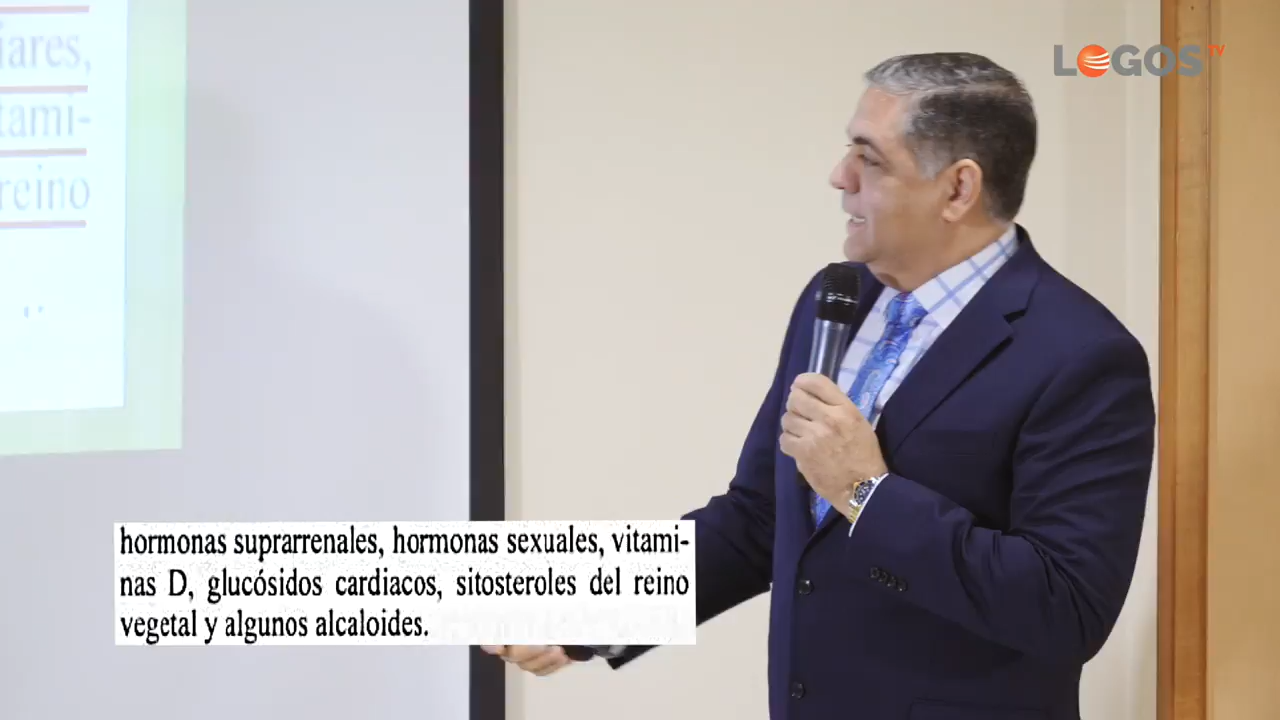 iares,
tami-
reino
LOGOS TV
hormonas suprarrenales, hormonas sexuales, vitami-
nas D, glucósidos cardiacos, sitosteroles del reino
vegetal y algunos alcaloides.